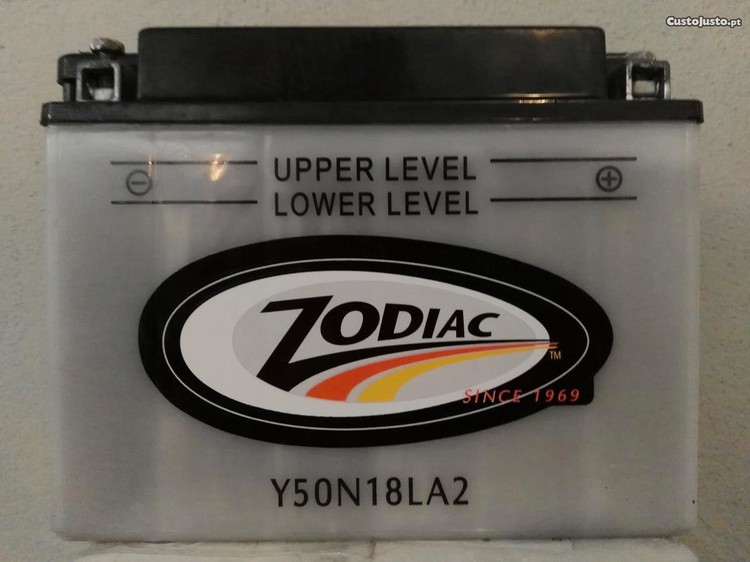 CustoJusto.pt
UPPER LEVEL
LOWER LEVEL
ZODIAC
TM
SINCE 1969
Y50N18LA2